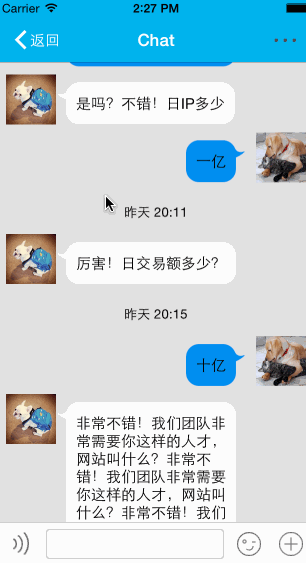 Carrier 2:27 PM
返回 Chat
是吗？不错！日IP多少
一亿
昨天 20:11
厉害！日交易额多少？
昨天 20:15
十亿
非常不错！我们团队非
常需要你这样的人才，
网站叫什么？非常不
错！我们团队非常需要
你这样的人才，网站叫
什么？非常不错！我们